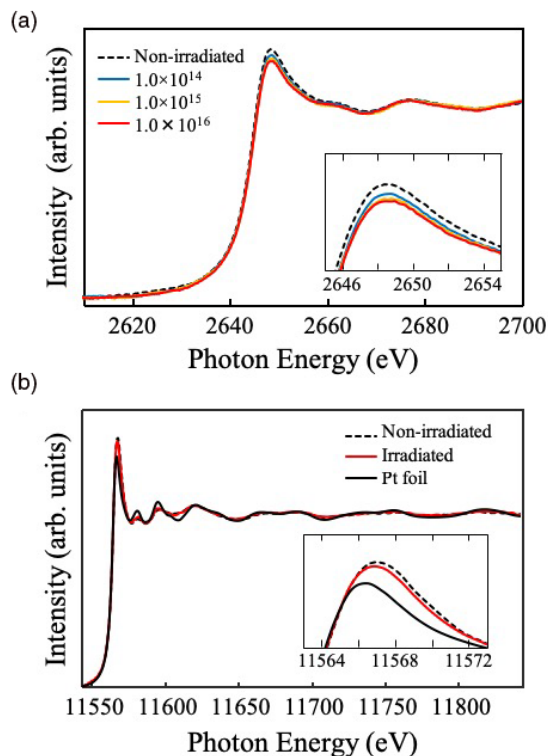 (a)
Non-irradiated
1.0×10¹⁴
1.0×10¹⁵
1.0×10¹⁶
Intensity (arb. units)
2646 2650 2654
2620 2640 2660 2680 2700
Photon Energy (eV)
(b)
Non-irradiated
Irradiated
Pt foil
Intensity (arb. units)
11564 11568 11572
11550 11600 11650 11700 11750 11800
Photon Energy (eV)